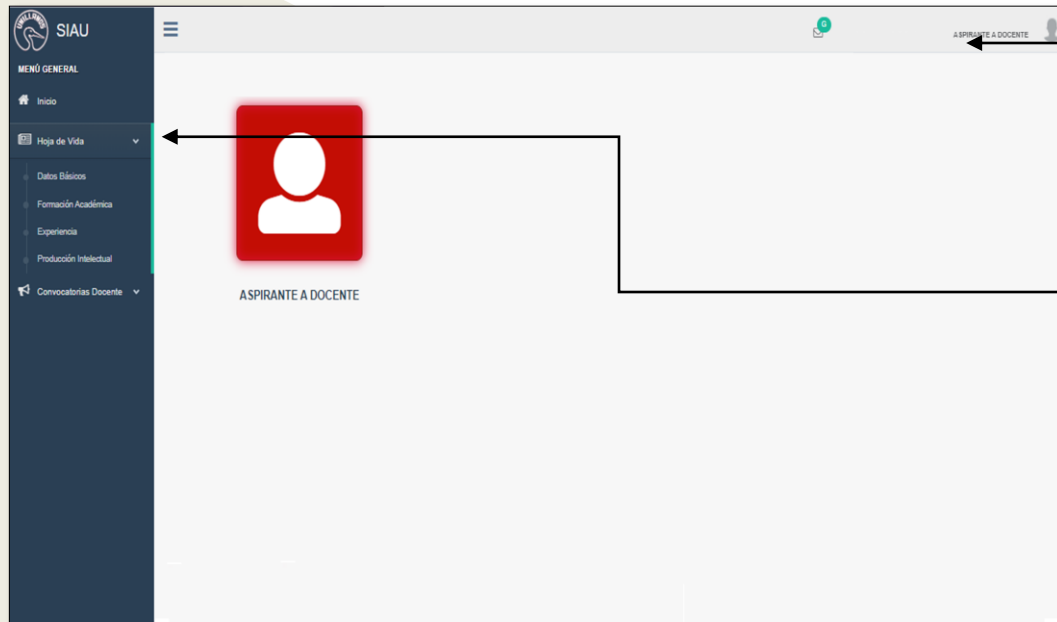 UNILLANOS
SIAU
G
ASPIRANTE A DOCENTE
MENÚ GENERAL
Inicio
Hoja de Vida
Datos Básicos
Formación Académica
Experiencia
Producción Intelectual
Convocatorias Docente
ASPIRANTE A DOCENTE